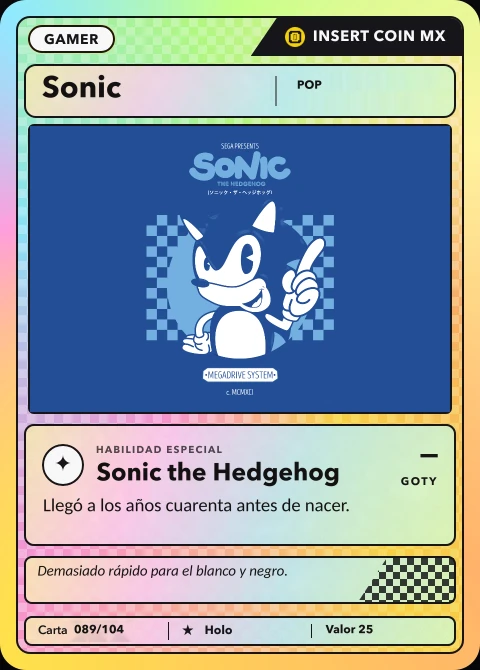 GAMER
INSERT COIN MX
Sonic
POP
SEGA PRESENTS
SONIC
THE HEDGEHOG
(ソニック・ザ・ヘッジホッグ)
•MEGADRIVE SYSTEM•
c. MCMXCI
HABILIDAD ESPECIAL
Sonic the Hedgehog
GOTY
Llegó a los años cuarenta antes de nacer.
Demasiado rápido para el blanco y negro.
Carta 089/104
★ Holo
Valor 25